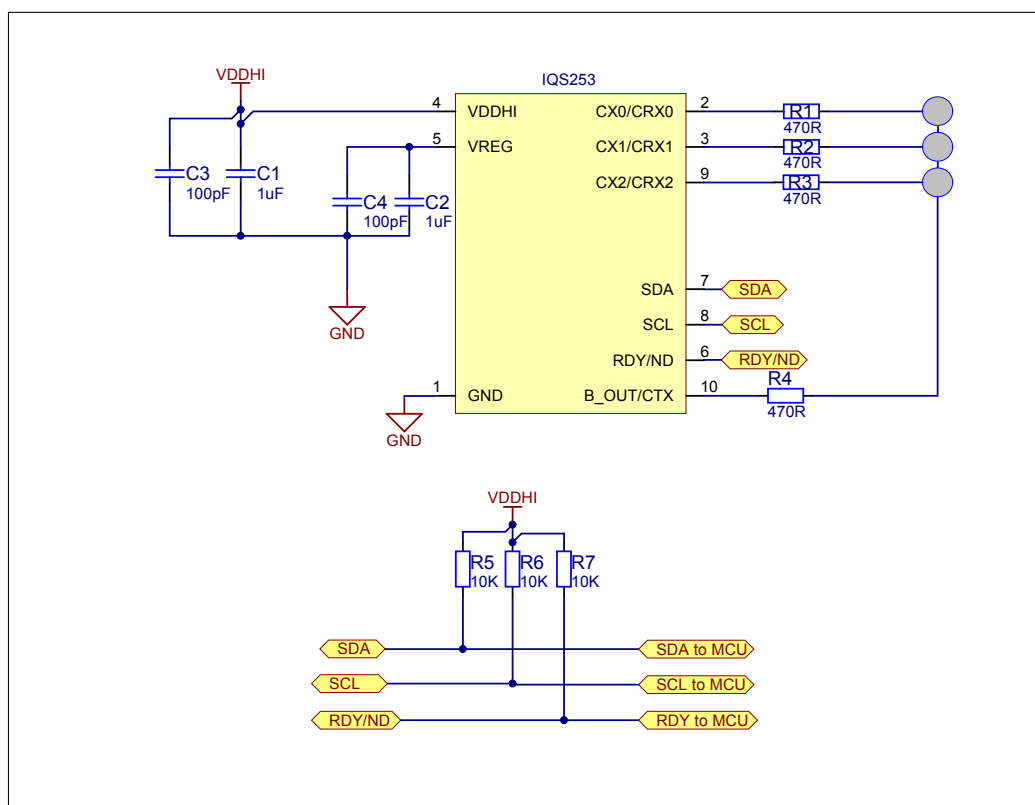 IQS253
VDDHI
4
VDDHI
CX0/CRX0
2
R1
470R
5
VREG
CX1/CRX1
3
R2
470R
C3
100pF
C1
1uF
C4
100pF
C2
1uF
CX2/CRX2
9
R3
470R
SDA
7
SDA
SCL
8
SCL
GND
RDY/ND
6
RDY/ND
1
GND
B_OUT/CTX
10
R4
470R
GND
VDDHI
R5
10K
R6
10K
R7
10K
SDA
SDA to MCU
SCL
SCL to MCU
RDY/ND
RDY to MCU